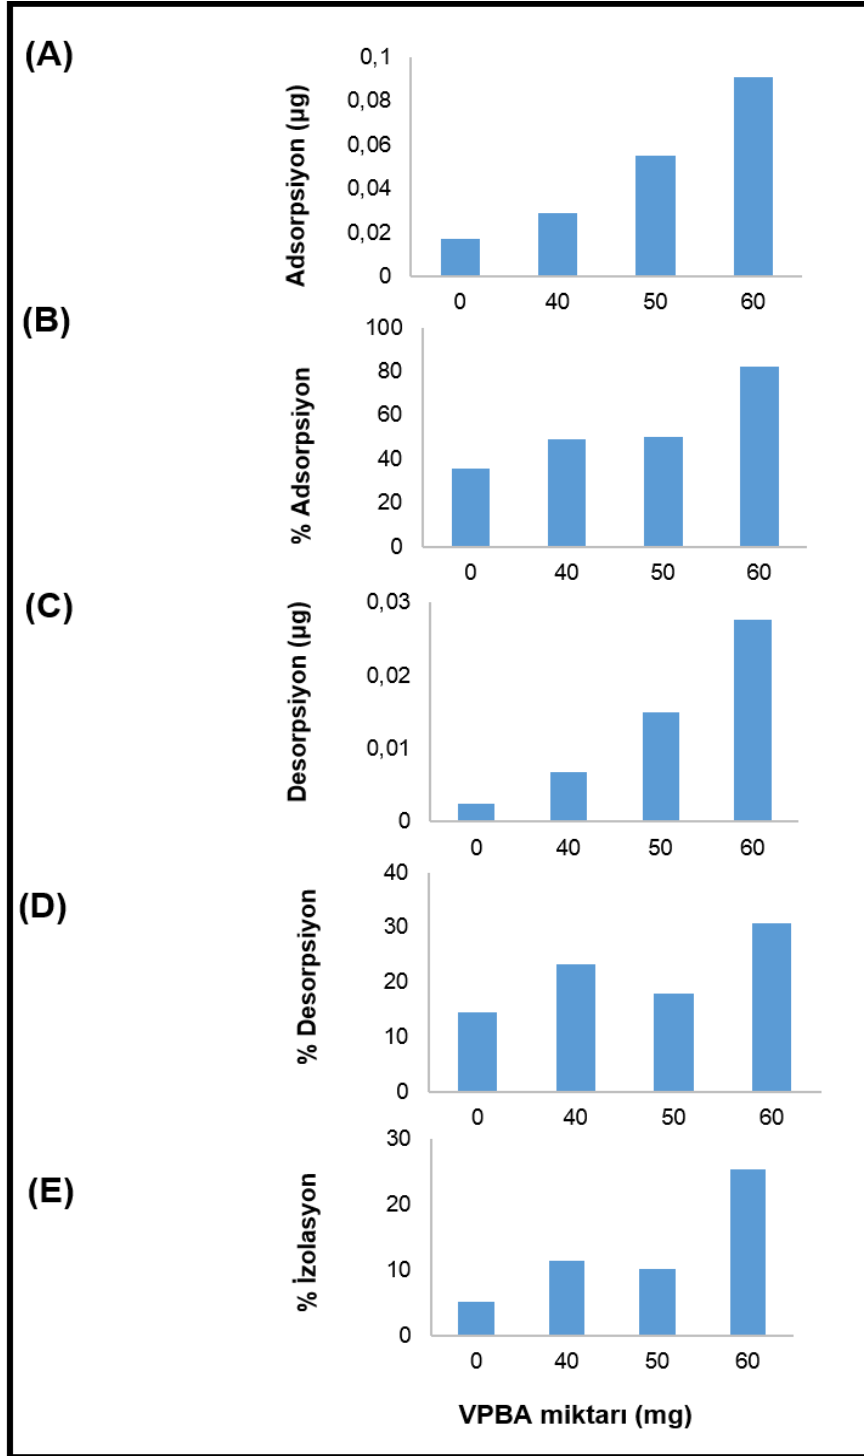 (A)
Adsorpsiyon (µg)
0,1
0,08
0,06
0,04
0,02
0
0 40 50 60
(B)
% Adsorpsiyon
100
80
60
40
20
0
0 40 50 60
(C)
Desorpsiyon (µg)
0,03
0,02
0,01
0
0 40 50 60
(D)
% Desorpsiyon
40
30
20
10
0
0 40 50 60
(E)
% İzolasyon
30
20
10
0
0 40 50 60
VPBA miktarı (mg)